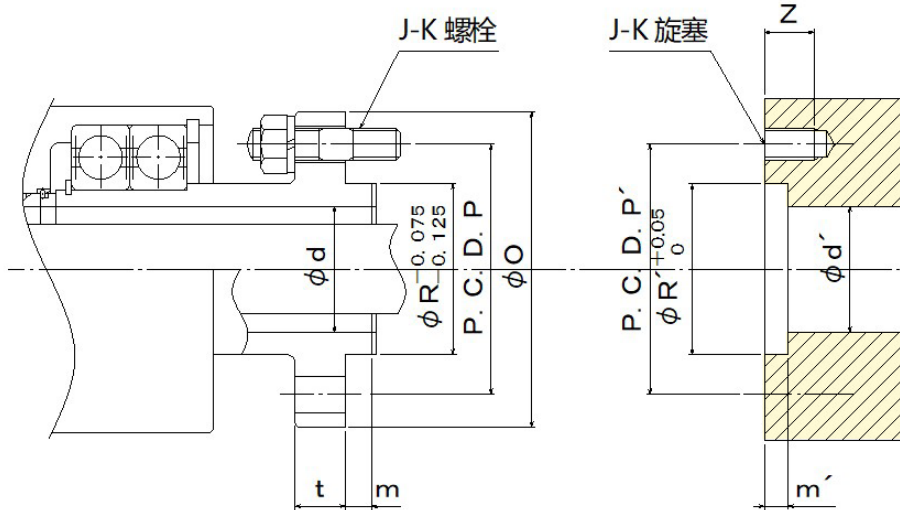 J-K 螺栓
J-K 旋塞
Z
φd
φR -0.075 -0.125
P. C. D. P
φO
P. C. D. P´
φR´ +0.05 0
φd´
t
m
m´